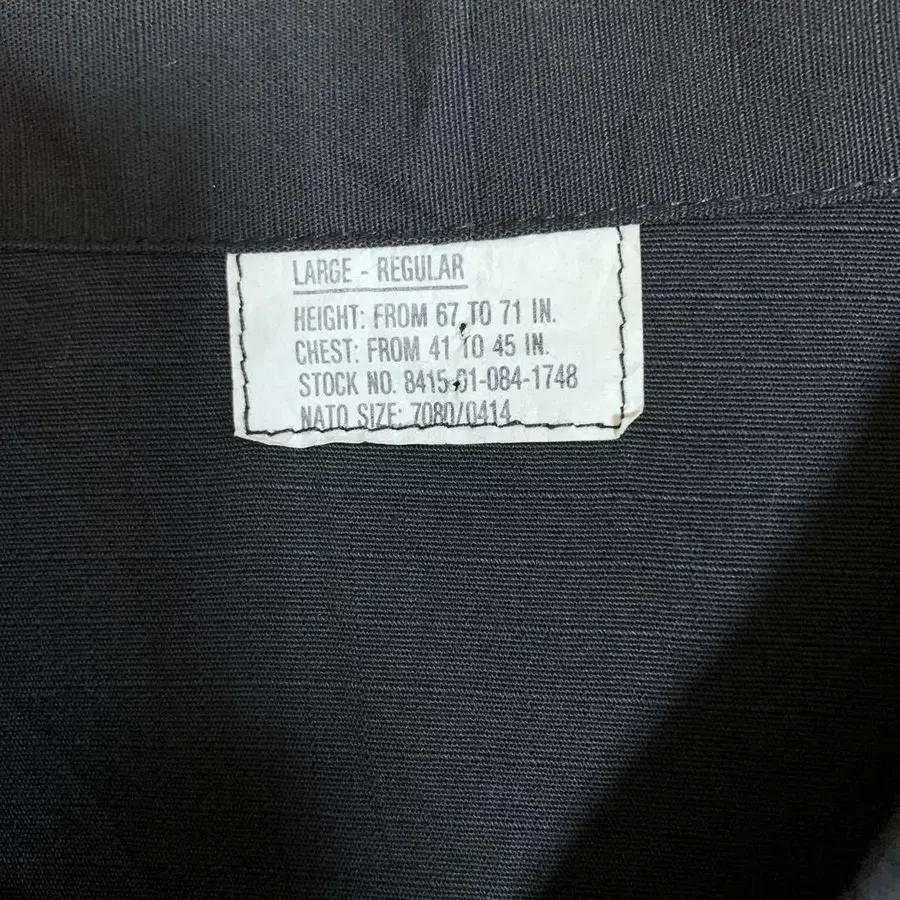 LARGE - REGULAR
HEIGHT: FROM 67 TO 71 IN.
CHEST: FROM 41 TO 45 IN.
STOCK NO. 8415-01-084-1748
NATO SIZE: 7080/0414